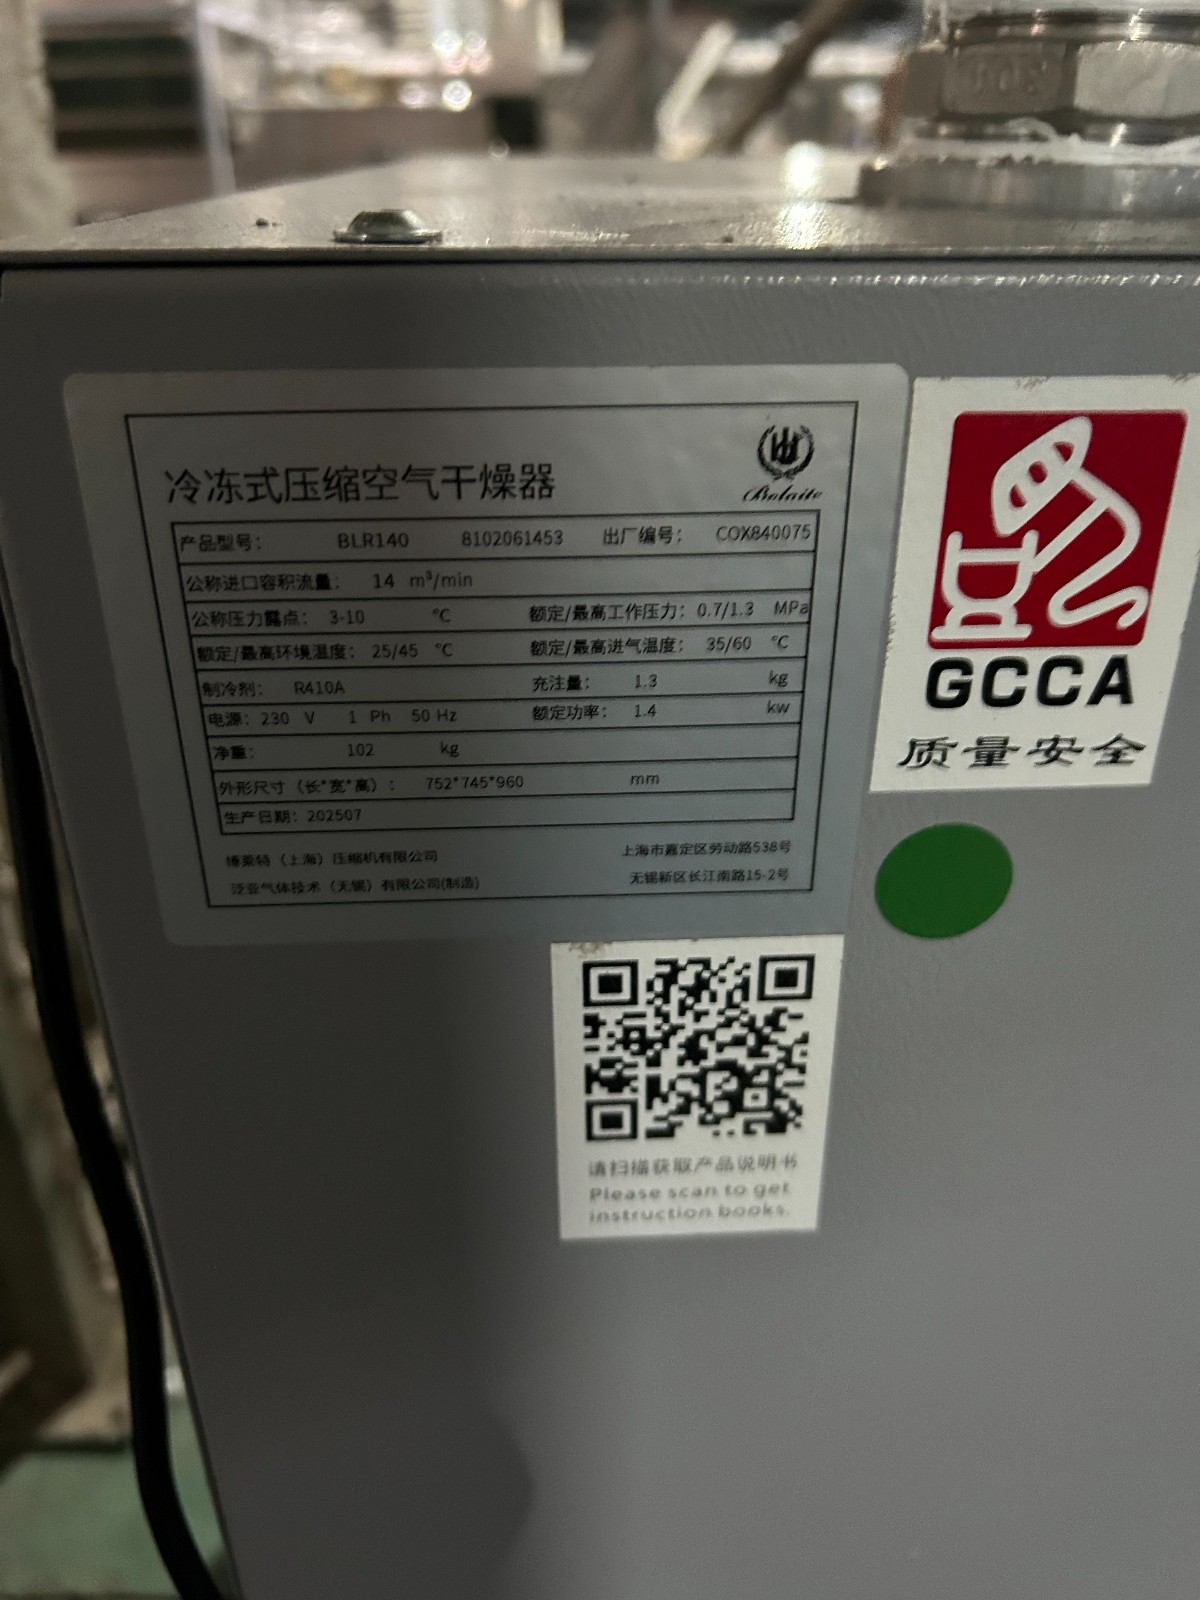 Bolaite
冷冻式压缩空气干燥器
产品型号： BLR140 8102061453 出厂编号： COX840075
公称进口容积流量： 14 m³/min
公称压力露点： 3-10 ℃ 额定/最高工作压力：0.7/1.3 MPa
额定/最高环境温度： 25/45 ℃ 额定/最高进气温度： 35/60 ℃
制冷剂： R410A 充注量： 1.3 kg
电源：230 V 1 Ph 50 Hz 额定功率： 1.4 kw
净重： 102 kg
外形尺寸（长*宽*高）： 752*745*960 mm
生产日期：202507
博莱特（上海）压缩机有限公司 上海市嘉定区劳动路538号
泛亚气体技术（无锡）有限公司(制造) 无锡新区长江南路15-2号
GCCA
质量安全
请扫描获取产品说明书
Please scan to get
instruction books.